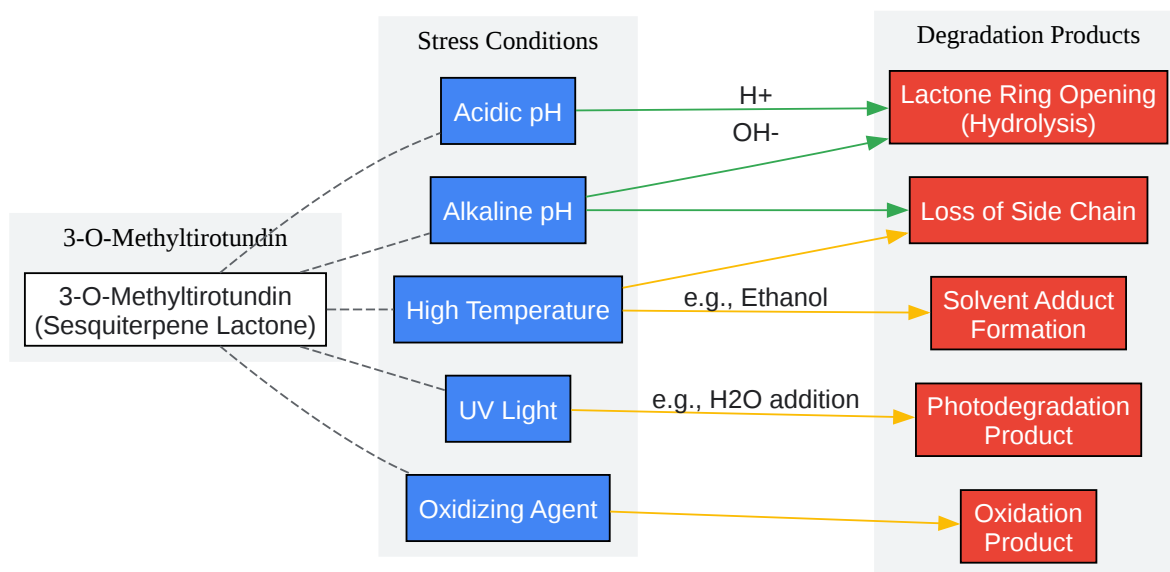 3-O-Methyltirotundin
3-O-Methyltirotundin
(Sesquiterpene Lactone)
Stress Conditions
Acidic pH
Alkaline pH
High Temperature
UV Light
Oxidizing Agent
H+
OH-
e.g., Ethanol
e.g., H2O addition
Degradation Products
Lactone Ring Opening
(Hydrolysis)
Loss of Side Chain
Solvent Adduct
Formation
Photodegradation
Product
Oxidation
Product